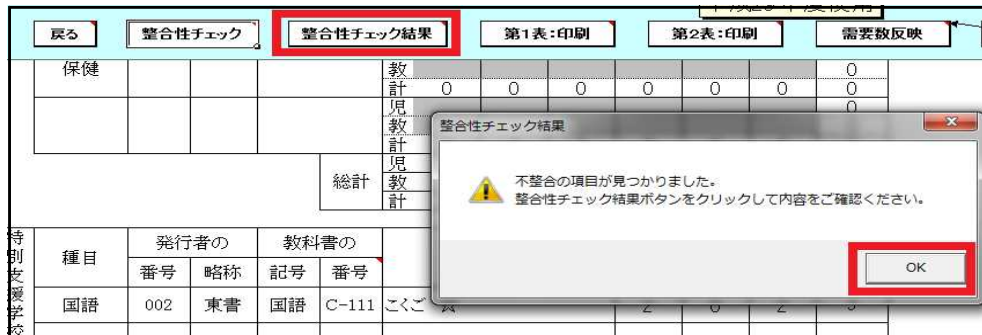 戻る 整合性チェック 整合性チェック結果 第1表:印刷 第2表:印刷 需要数反映
保健 教 0
計 0 0 0 0 0 0 0
児 0
教
計
総計 児
教
計
整合性チェック結果
不整合の項目が見つかりました。
整合性チェック結果ボタンをクリックして内容をご確認ください。
OK
特別支援学校
種目 発行者の 教科書の
番号 略称 記号 番号
国語 002 東書 国語 C-111 こくご ☆